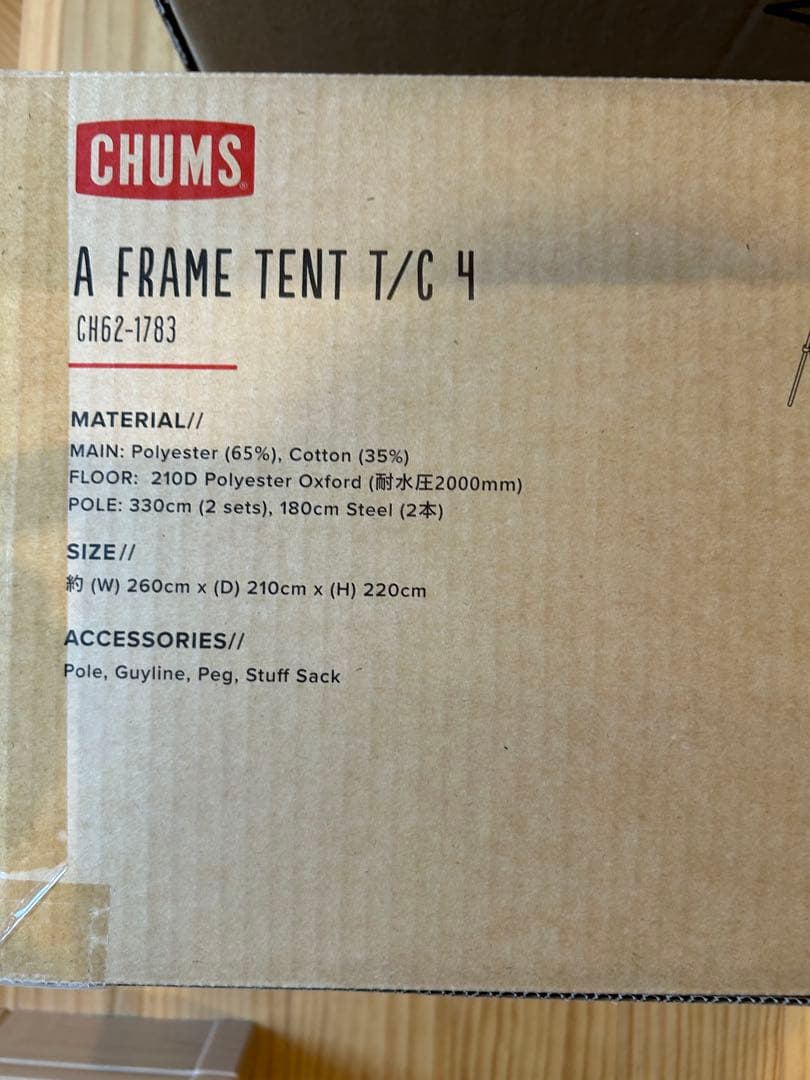 CHUMS®
A FRAME TENT T/C 4
CH62-1783
MATERIAL//
MAIN: Polyester (65%), Cotton (35%)
FLOOR: 210D Polyester Oxford (耐水圧2000mm)
POLE: 330cm (2 sets), 180cm Steel (2本)
SIZE//
約 (W) 260cm x (D) 210cm x (H) 220cm
ACCESSORIES//
Pole, Guyline, Peg, Stuff Sack